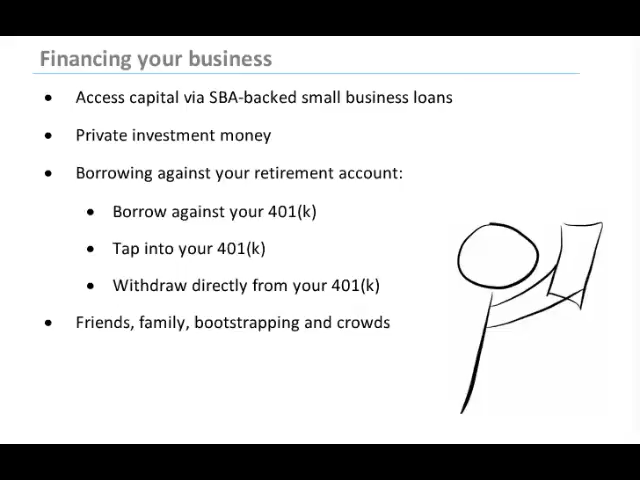 Financing your business
• Access capital via SBA-backed small business loans
• Private investment money
• Borrowing against your retirement account:
• Borrow against your 401(k)
• Tap into your 401(k)
• Withdraw directly from your 401(k)
• Friends, family, bootstrapping and crowds